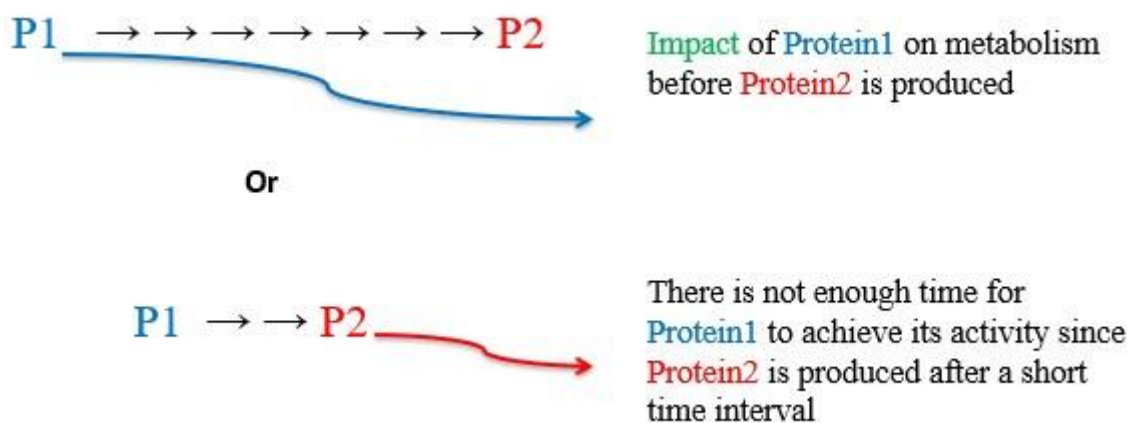 P1 → → → → → → → P2
Impact of Protein1 on metabolism
before Protein2 is produced
Or
P1 → → P2
There is not enough time for
Protein1 to achieve its activity since
Protein2 is produced after a short
time interval